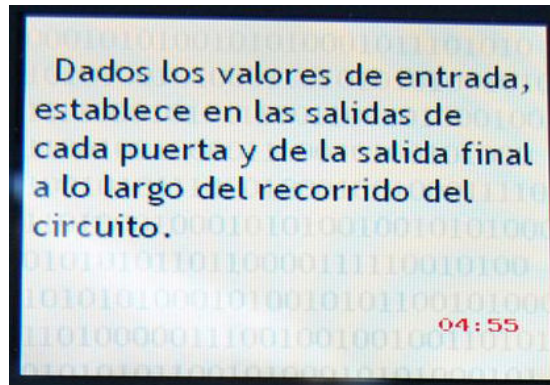 Dados los valores de entrada,
establece en las salidas de
cada puerta y de la salida final
a lo largo del recorrido del
circuito.
04:55